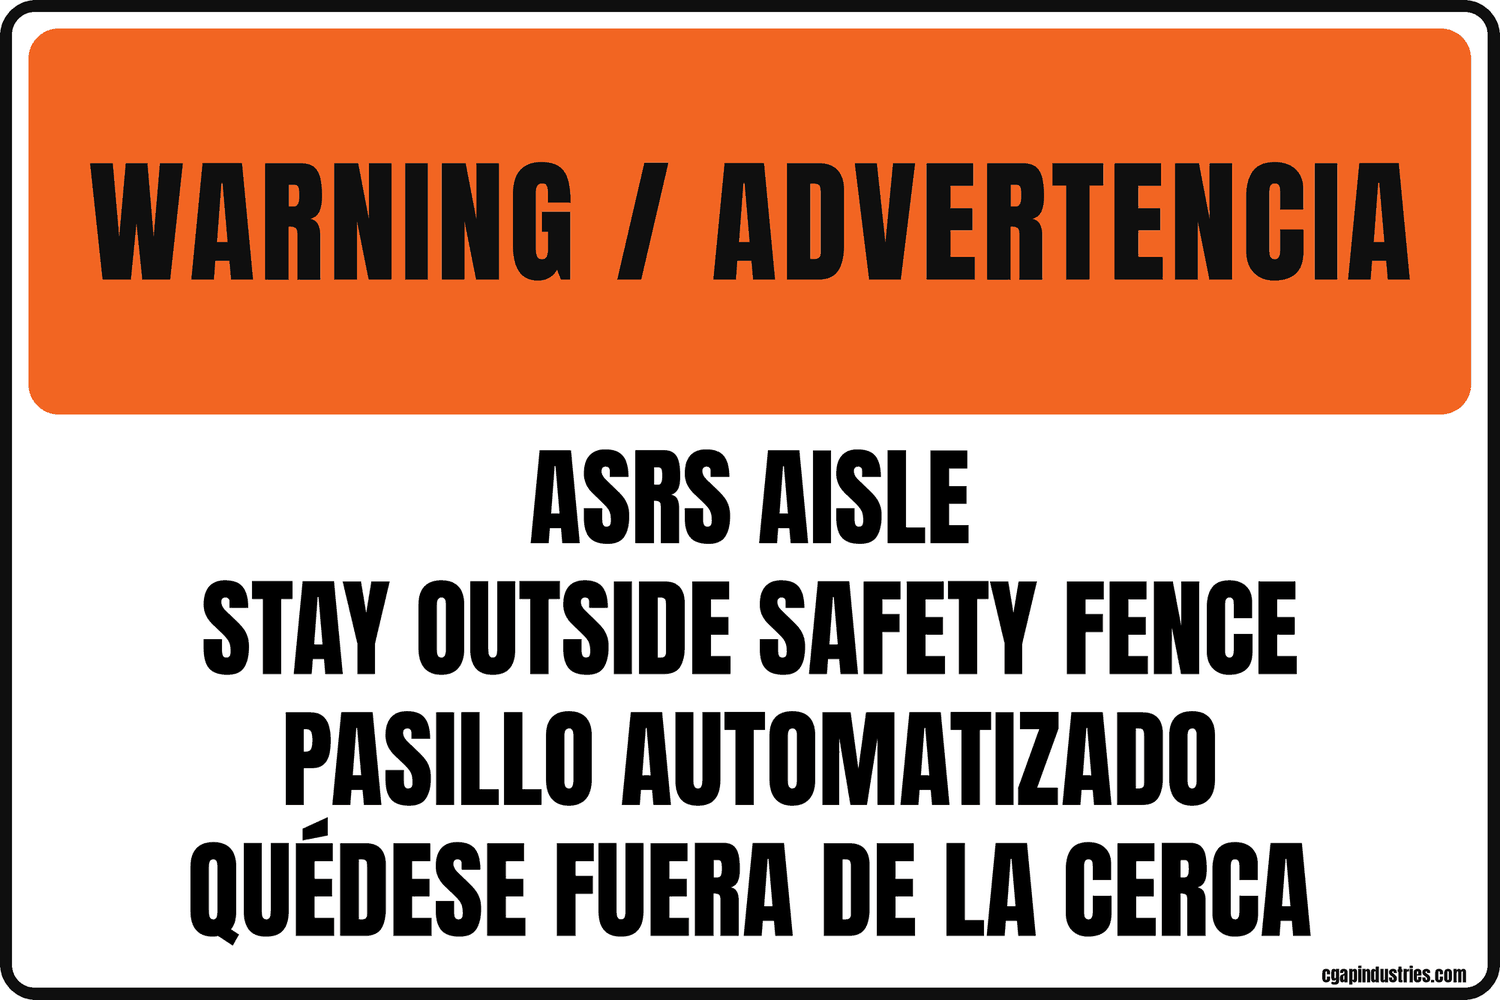 WARNING / ADVERTENCIA
ASRS AISLE
STAY OUTSIDE SAFETY FENCE
PASILLO AUTOMATIZADO
QUÉDESE FUERA DE LA CERCA
cgapindustries.com